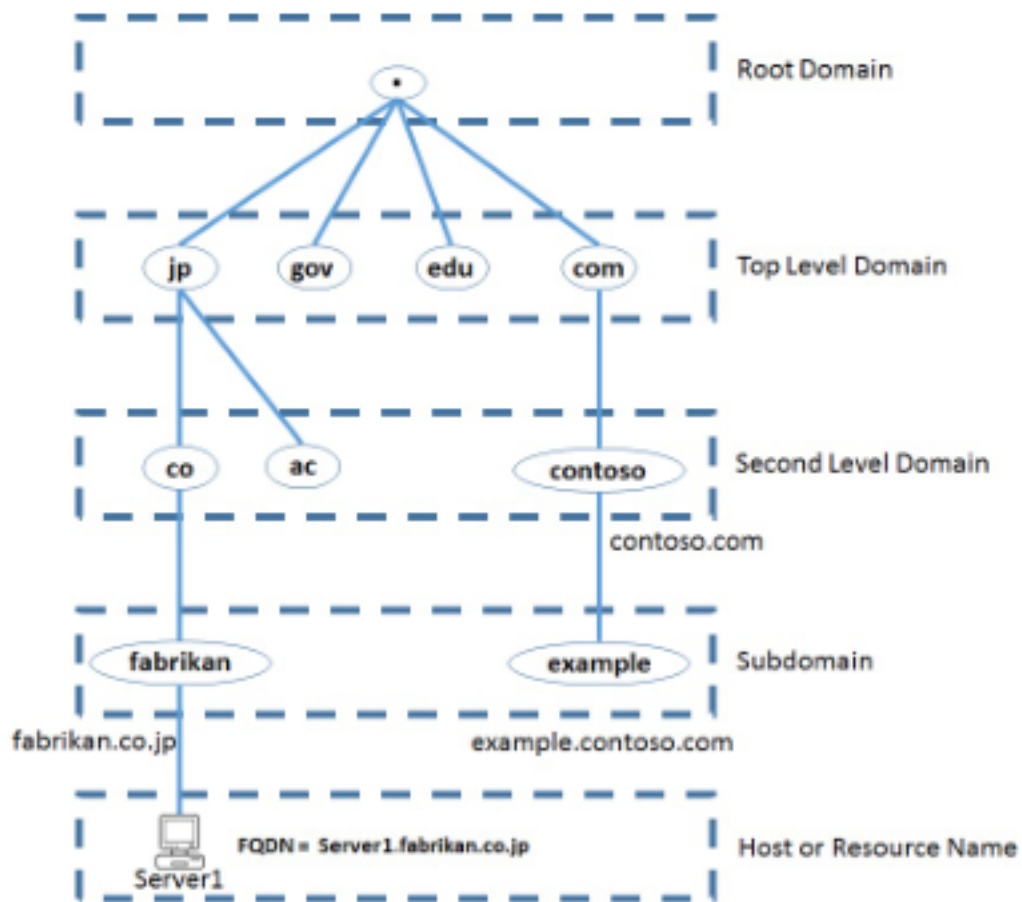 •
Root Domain
jp gov edu com
Top Level Domain
co ac contoso
Second Level Domain
contoso.com
fabrikan example
Subdomain
fabrikan.co.jp example.contoso.com
FQDN = Server1.fabrikan.co.jp
Server1
Host or Resource Name